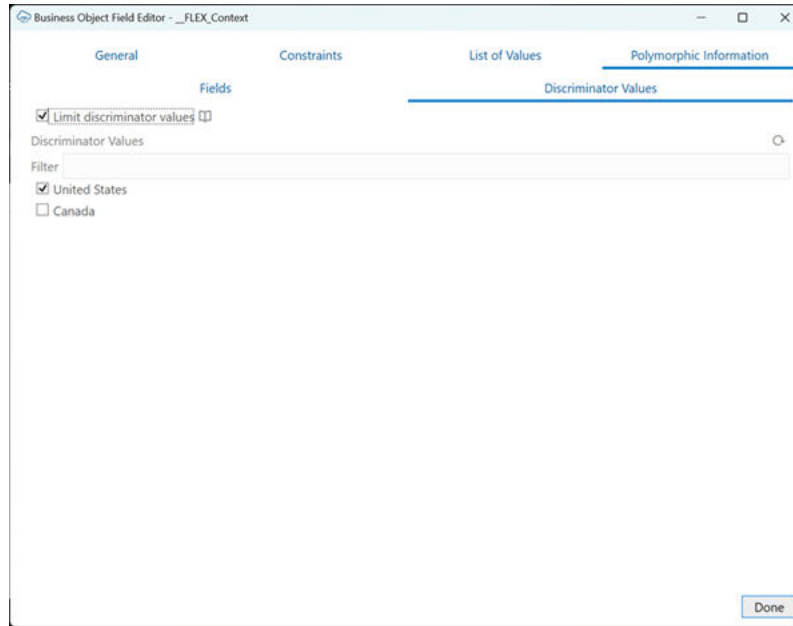 Business Object Field Editor - __FLEX_Context
General Constraints List of Values Polymorphic Information
Fields Discriminator Values
Limit discriminator values
Discriminator Values
Filter
United States
Canada
Done